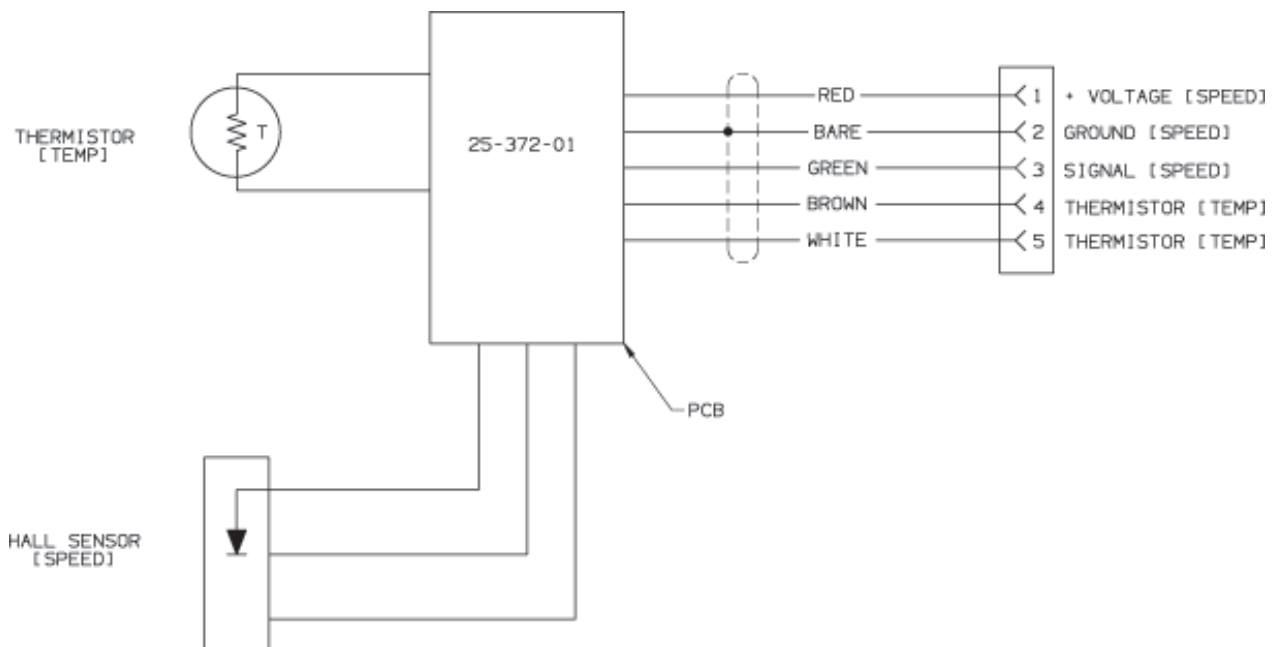 THERMISTOR
[TEMP]
T
25-372-01
RED
BARE
GREEN
BROWN
WHITE
1 + VOLTAGE [SPEED]
2 GROUND [SPEED]
3 SIGNAL [SPEED]
4 THERMISTOR [TEMP]
5 THERMISTOR [TEMP]
PCB
HALL SENSOR
[SPEED]